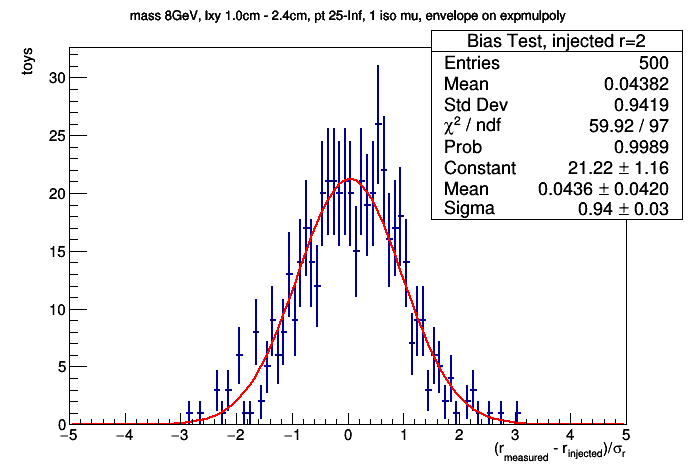 mass 8GeV, lxy 1.0cm - 2.4cm, pt 25-Inf, 1 iso mu, envelope on expmulpoly
Bias Test, injected r=2
Entries 500
Mean 0.04382
Std Dev 0.9419
χ² / ndf 59.92 / 97
Prob 0.9989
Constant 21.22 ± 1.16
Mean 0.0436 ± 0.0420
Sigma 0.94 ± 0.03
toys
30
25
20
15
10
5
0
−5 −4 −3 −2 −1 0 1 2 3 4 5
(r_measured - r_injected)/σ_r